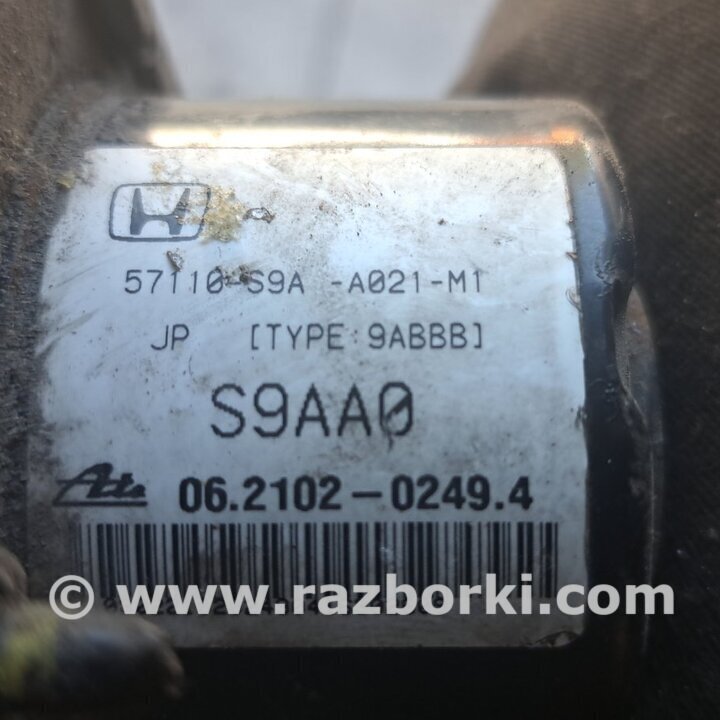 57110-S9A -A021-M1
JP [TYPE:9ABBB]
S9AA0
Ate 06.2102-0249.4
© www.razborki.com